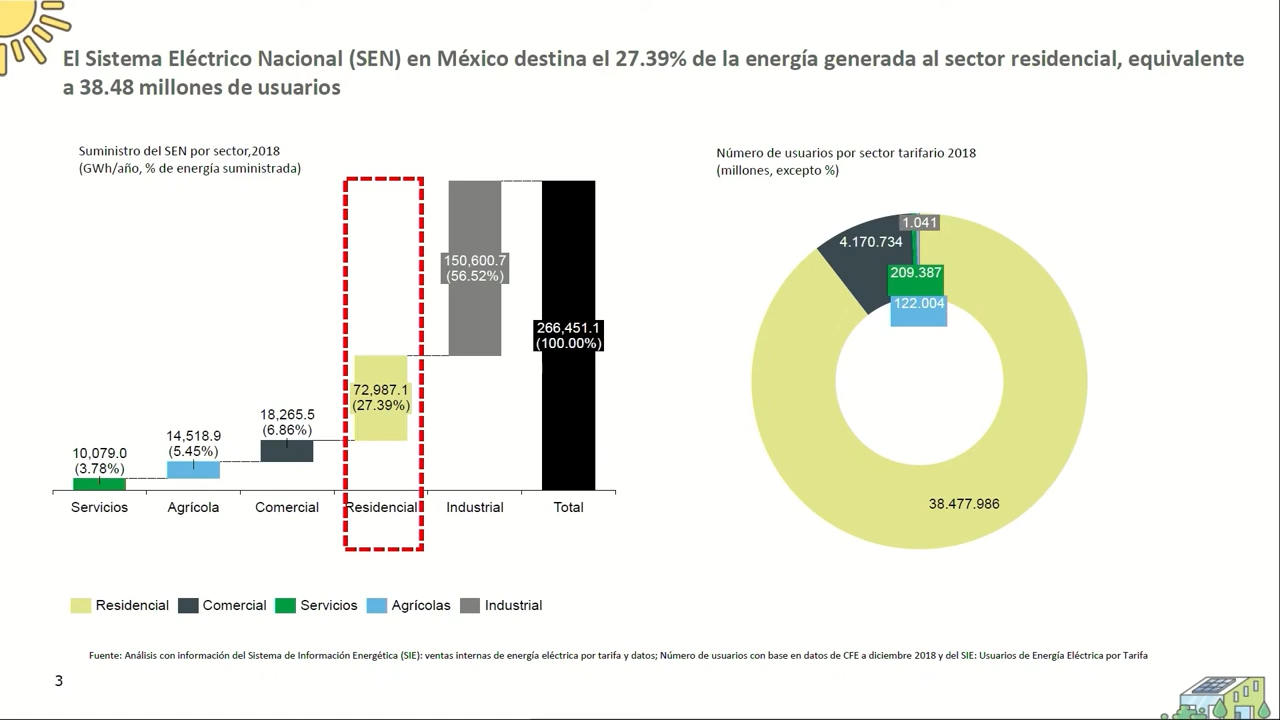 El Sistema Eléctrico Nacional (SEN) en México destina el 27.39% de la energía generada al sector residencial, equivalente
a 38.48 millones de usuarios
Suministro del SEN por sector,2018
(GWh/año, % de energía suministrada)
10,079.0
(3.78%)
14,518.9
(5.45%)
18,265.5
(6.86%)
72,987.1
(27.39%)
150,600.7
(56.52%)
266,451.1
(100.00%)
Servicios
Agrícola
Comercial
Residencial
Industrial
Total
Número de usuarios por sector tarifario 2018
(millones, excepto %)
1.041
4.170.734
209.387
122.004
38.477.986
Residencial
Comercial
Servicios
Agrícolas
Industrial
Fuente: Análisis con información del Sistema de Información Energética (SIE): ventas internas de energía eléctrica por tarifa y datos; Número de usuarios con base en datos de CFE a diciembre 2018 y del SIE: Usuarios de Energía Eléctrica por Tarifa
3